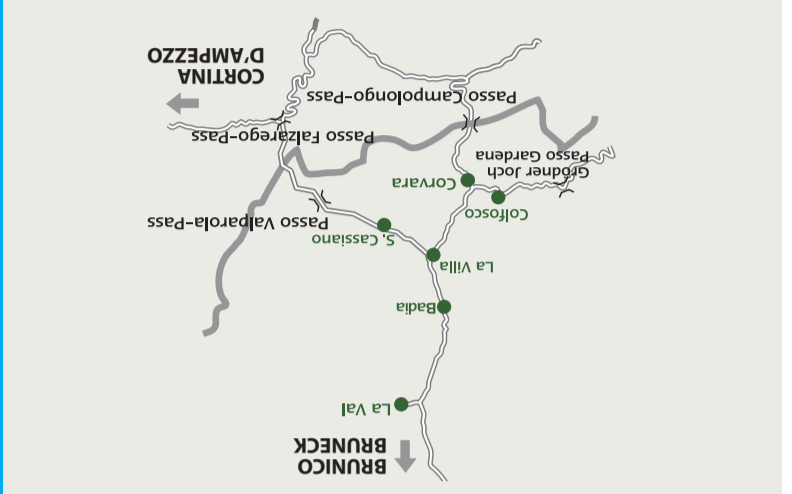 BRUNICO
BRUNECK
La Val
Badia
La Villa
S. Cassiano
Colfosco
Corvara
Passo Valparola-Pass
Grödner Joch
Passo Gardena
Passo Falzarego-Pass
Passo
Campolongo-Pass
CORTINA
D'AMPEZZO